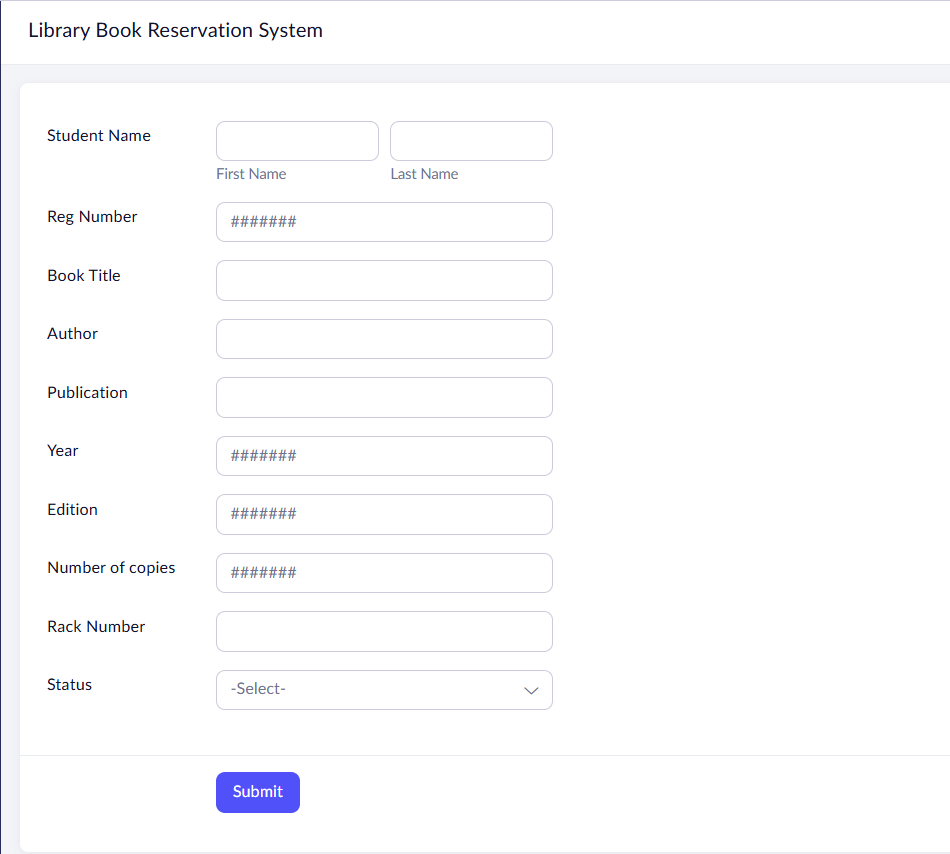 Library Book Reservation System
Student Name
First Name Last Name
Reg Number #######
Book Title
Author
Publication
Year #######
Edition #######
Number of copies #######
Rack Number
Status -Select-
Submit